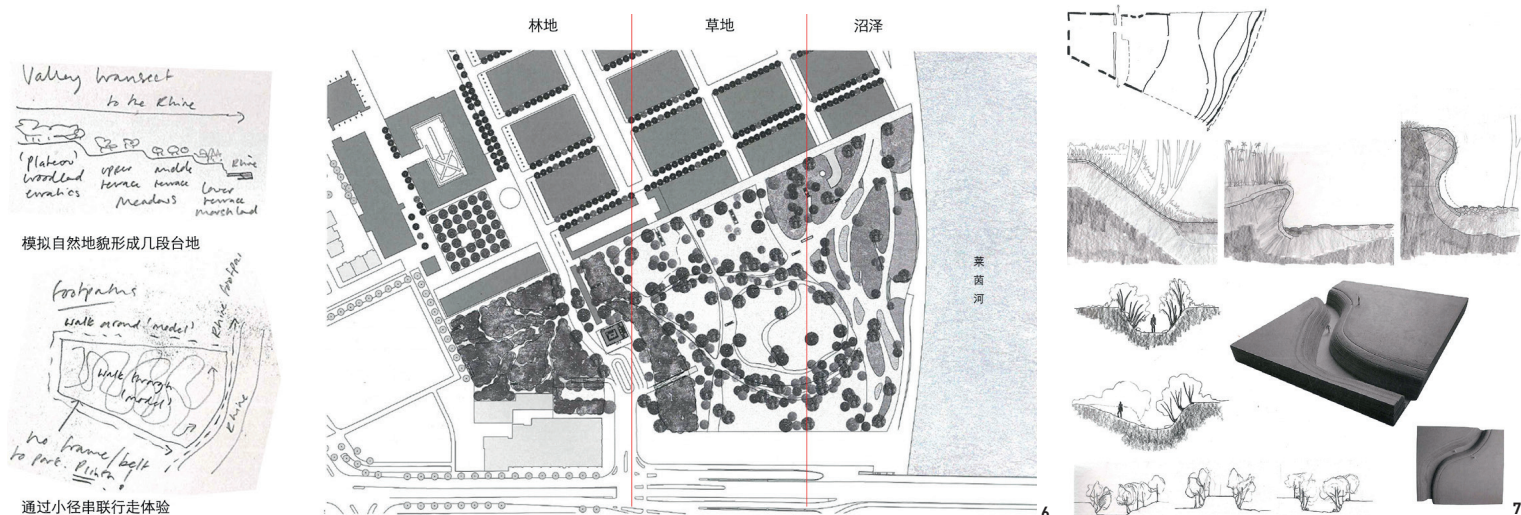 Valley transect
to the Rhine
'Plateau'
woodland
erratics
upper
terrace
middle
terrace
Meadows
Rhine
Lower
terrace
marshland
模拟自然地貌形成几段台地
Footpaths
Rhine footpath
walk around 'model'
walk through
'model'
Rhine
No frame/belt
to park.
通过小径串联行走体验
林地
草地
沼泽
莱茵河
6
7